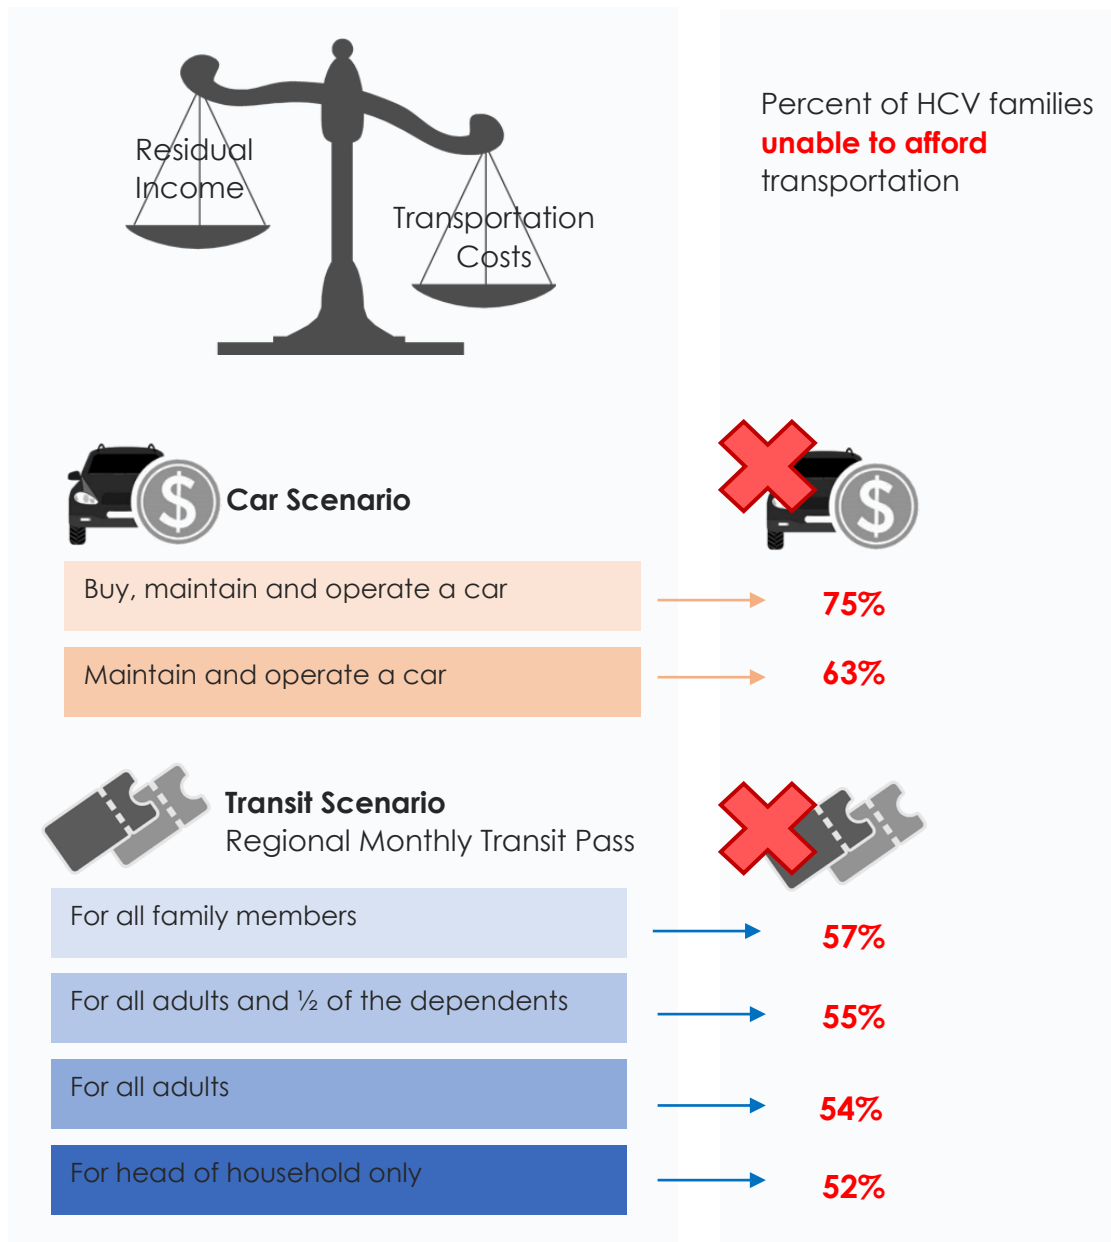 Residual
Income
Transportation
Costs
Percent of HCV families
unable to afford
transportation
$
Car Scenario
$
Buy, maintain and operate a car
75%
Maintain and operate a car
63%
Transit Scenario
Regional Monthly Transit Pass
For all family members
57%
For all adults and ½ of the dependents
55%
For all adults
54%
For head of household only
52%